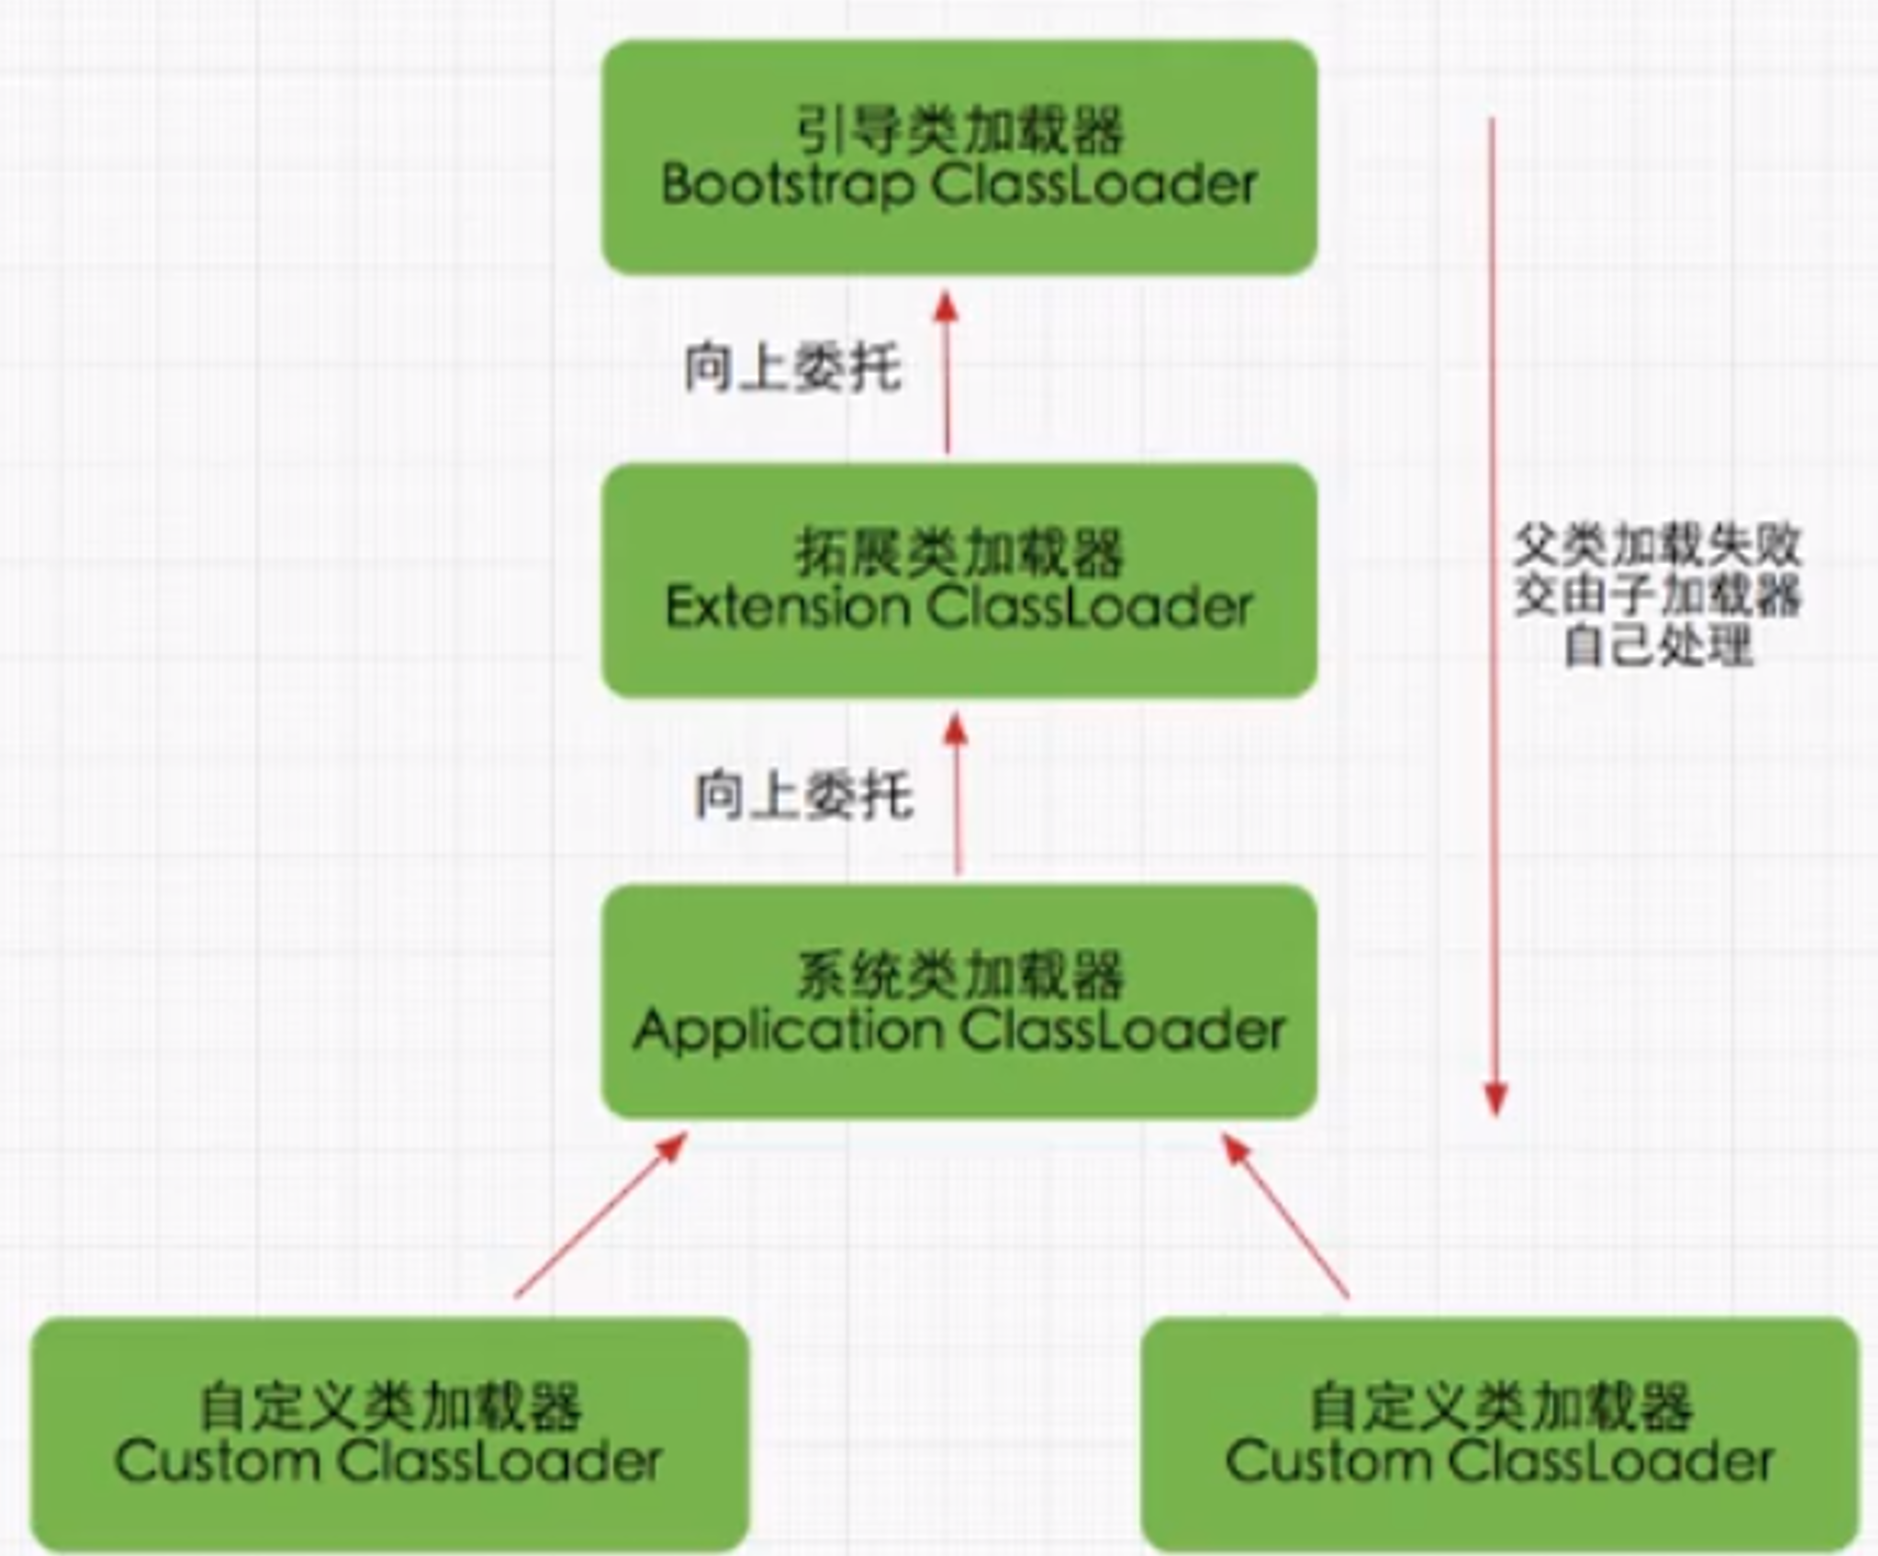 引导类加载器
Bootstrap ClassLoader
向上委托
拓展类加载器
Extension ClassLoader
父类加载失败
交由子加载器
自己处理
向上委托
系统类加载器
Application ClassLoader
自定义类加载器
Custom ClassLoader
自定义类加载器
Custom ClassLoader